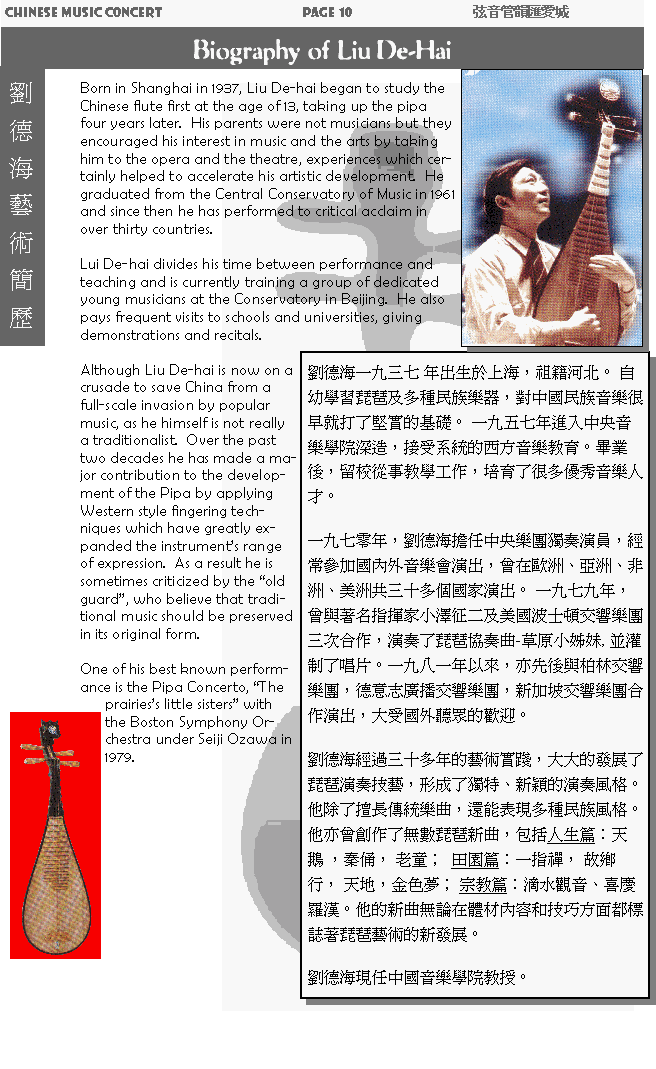 CHINESE MUSIC CONCERT
PAGE 10
弦音管韻匯愛城
Biography of Liu De-Hai
劉德海藝術簡歷
Born in Shanghai in 1937, Liu De-hai began to study the
Chinese flute first at the age of 13, taking up the pipa
four years later. His parents were not musicians but they
encouraged his interest in music and the arts by taking
him to the opera and the theatre, experiences which cer-
tainly helped to accelerate his artistic development. He
graduated from the Central Conservatory of Music in 1961
and since then he has performed to critical acclaim in
over thirty countries.
Lui De-hai divides his time between performance and
teaching and is currently training a group of dedicated
young musicians at the Conservatory in Beijing. He also
pays frequent visits to schools and universities, giving
demonstrations and recitals.
Although Liu De-hai is now on a
crusade to save China from a
full-scale invasion by popular
music, as he himself is not really
a traditionalist. Over the past
two decades he has made a ma-
jor contribution to the develop-
ment of the Pipa by applying
Western style fingering tech-
niques which have greatly ex-
panded the instrument's range
of expression. As a result he is
sometimes criticized by the "old
guard", who believe that tradi-
tional music should be preserved
in its original form.
One of his best known perform-
ance is the Pipa Concerto, "The
prairies's little sisters" with
the Boston Symphony Or-
chestra under Seiji Ozawa in
1979.
劉德海一九三七 年出生於上海，祖籍河北。 自
幼學習琵琶及多種民族樂器，對中國民族音樂很
早就打了堅實的基礎。 一九五七年進入中央音
樂學院深造，接受系統的西方音樂教育。畢業
後，留校從事教學工作，培育了很多優秀音樂人
才。
一九七零年，劉德海擔任中央樂團獨奏演員，經
常參加國內外音樂會演出，曾在歐洲、亞洲、非
洲、美洲共三十多個國家演出。 一九七九年，
曾與著名指揮家小澤征二及美國波士頓交響樂團
三次合作，演奏了琵琶協奏曲-草原小姊妹, 並灌
制了唱片。一九八一年以來，亦先後與柏林交響
樂團，德意志廣播交響樂團，新加坡交響樂團合
作演出，大受國外聽眾的歡迎。
劉德海經過三十多年的藝術實踐，大大的發展了
琵琶演奏技藝，形成了獨特、新穎的演奏風格。
他除了擅長傳統樂曲，還能表現多種民族風格。
他亦曾創作了無數琵琶新曲，包括人生篇：天
鵝 ，秦俑， 老童； 田園篇：一指禪， 故鄉
行， 天地，金色夢； 宗教篇：滴水觀音、喜慶
羅漢。他的新曲無論在體材內容和技巧方面都標
誌著琵琶藝術的新發展。
劉德海現任中國音樂學院教授。